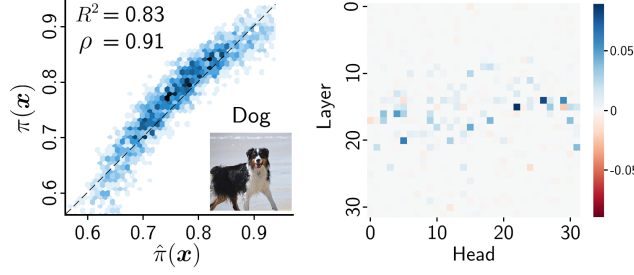 R² = 0.83
ρ = 0.91
Dog
0.9
0.8
0.7
0.6
π(x)
0.6 0.7 0.8 0.9
π̂(x)
0
10
20
30
Layer
0 10 20 30
Head
0.05
0
-0.05